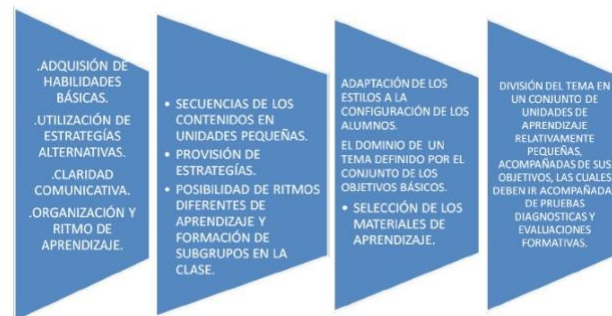 .ADQUISIÓN DE
HABILIDADES
BÁSICAS.
.UTILIZACIÓN DE
ESTRATEGÍAS
ALTERNATIVAS.
.CLARIDAD
COMUNICATIVA.
.ORGANIZACIÓN Y
RITMO DE
APRENDIZAJE.
• SECUENCIAS DE LOS
CONTENIDOS EN
UNIDADES PEQUEÑAS.
• PROVISIÓN DE
ESTRATEGÍAS.
• POSIBILIDAD DE RITMOS
DIFERENTES DE
APRENDIZAJE Y
FORMACIÓN DE
SUBGRUPOS EN LA
CLASE.
ADAPTACIÓN DE LOS
ESTILOS A LA
CONFIGURACIÓN DE LOS
ALUMNOS.
EL DOMINIO DE UN
TEMA DEFINIDO POR EL
CONJUNTO DE LOS
OBJETIVOS BÁSICOS.
• SELECCIÓN DE LOS
MATERIALES DE
APRENDIZAJE.
DIVISIÓN DEL TEMA EN
UN CONJUNTO DE
UNIDADES DE
APRENDIZAJE
RELATIVAMENTE
PEQUEÑAS,
ACOMPAÑADAS DE SUS
OBJETIVOS, LAS CUALES
DEBEN IR ACOMPAÑADAS
DE PRUEBAS
DIAGNOSTICAS Y
EVALUACIONES
FORMATIVAS.